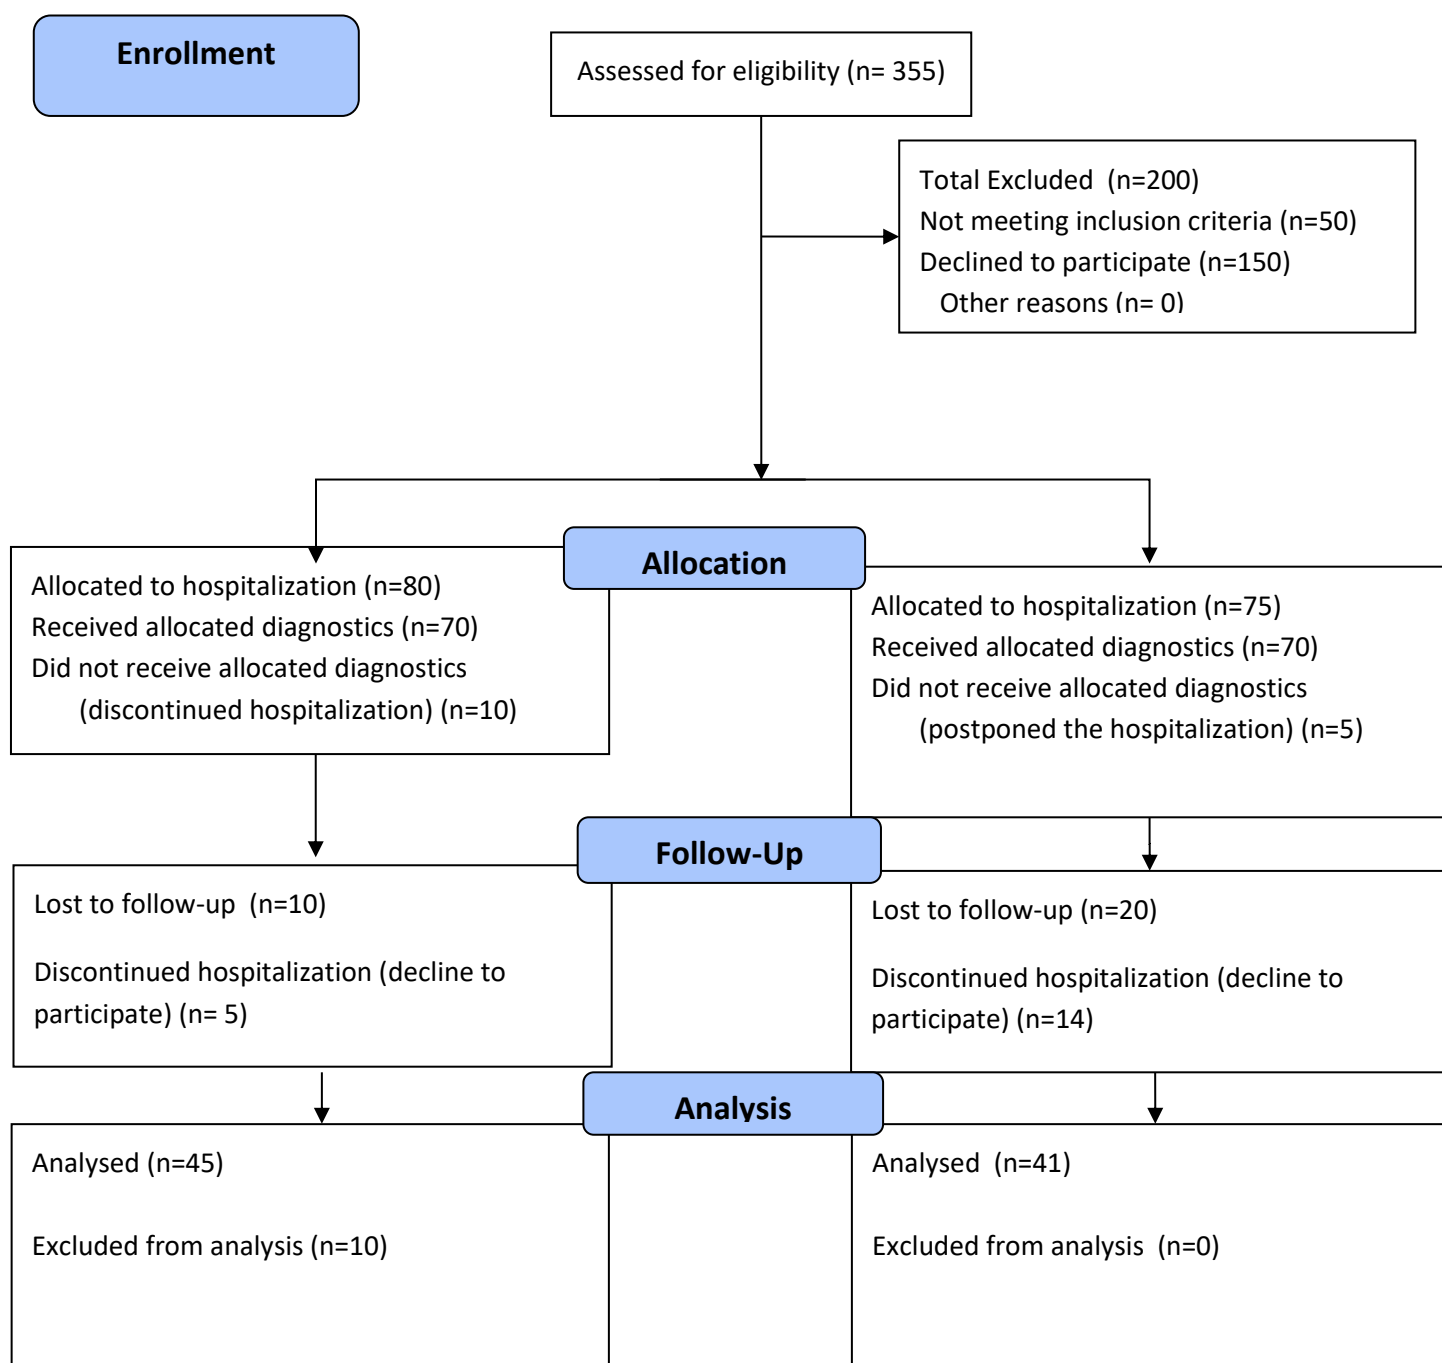 Enrollment
Assessed for eligibility (n= 355)
Total Excluded  (n=200)
Not meeting inclusion criteria (n=50)
Declined to participate (n=150)
Other reasons (n= 0)
Allocation
Allocated to hospitalization (n=80)
Received allocated diagnostics (n=70)
Did not receive allocated diagnostics
(discontinued hospitalization) (n=10)
Allocated to hospitalization (n=75)
Received allocated diagnostics (n=70)
Did not receive allocated diagnostics
(postponed the hospitalization) (n=5)
Follow-Up
Lost to follow-up  (n=10)
Discontinued hospitalization (decline to
participate) (n= 5)
Lost to follow-up (n=20)
Discontinued hospitalization (decline to
participate) (n=14)
Analysis
Analysed (n=45)
Excluded from analysis (n=10)
Analysed  (n=41)
Excluded from analysis  (n=0)